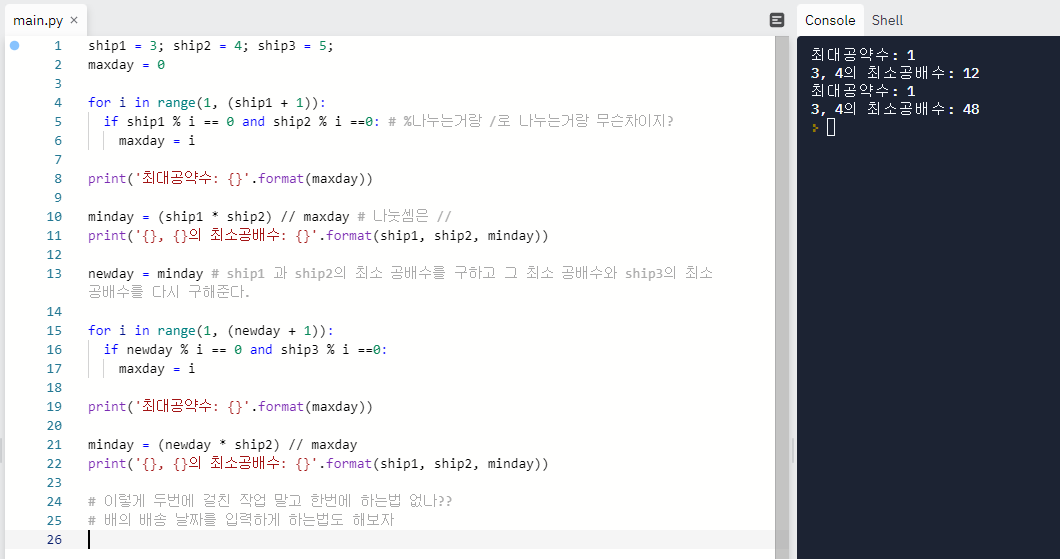 main.py ×
Console Shell
1 ship1 = 3; ship2 = 4; ship3 = 5;
2 maxday = 0
3
4 for i in range(1, (ship1 + 1)):
5 if ship1 % i == 0 and ship2 % i ==0: # %나누는거랑 /로 나누는거랑 무슨차이지?
6 maxday = i
7
8 print('최대공약수: {}'.format(maxday))
9
10 minday = (ship1 * ship2) // maxday # 나눗셈은 //
11 print('{}, {}의 최소공배수: {}'.format(ship1, ship2, minday))
12
13 newday = minday # ship1 과 ship2의 최소 공배수를 구하고 그 최소 공배수와 ship3의 최소
공배수를 다시 구해준다.
14
15 for i in range(1, (newday + 1)):
16 if newday % i == 0 and ship3 % i ==0:
17 maxday = i
18
19 print('최대공약수: {}'.format(maxday))
20
21 minday = (newday * ship2) // maxday
22 print('{}, {}의 최소공배수: {}'.format(ship1, ship2, minday))
23
24 # 이렇게 두번에 걸친 작업 말고 한번에 하는법 없나??
25 # 배의 배송 날짜를 입력하게 하는법도 해보자
26
최대공약수: 1
3, 4의 최소공배수: 12
최대공약수: 1
3, 4의 최소공배수: 48